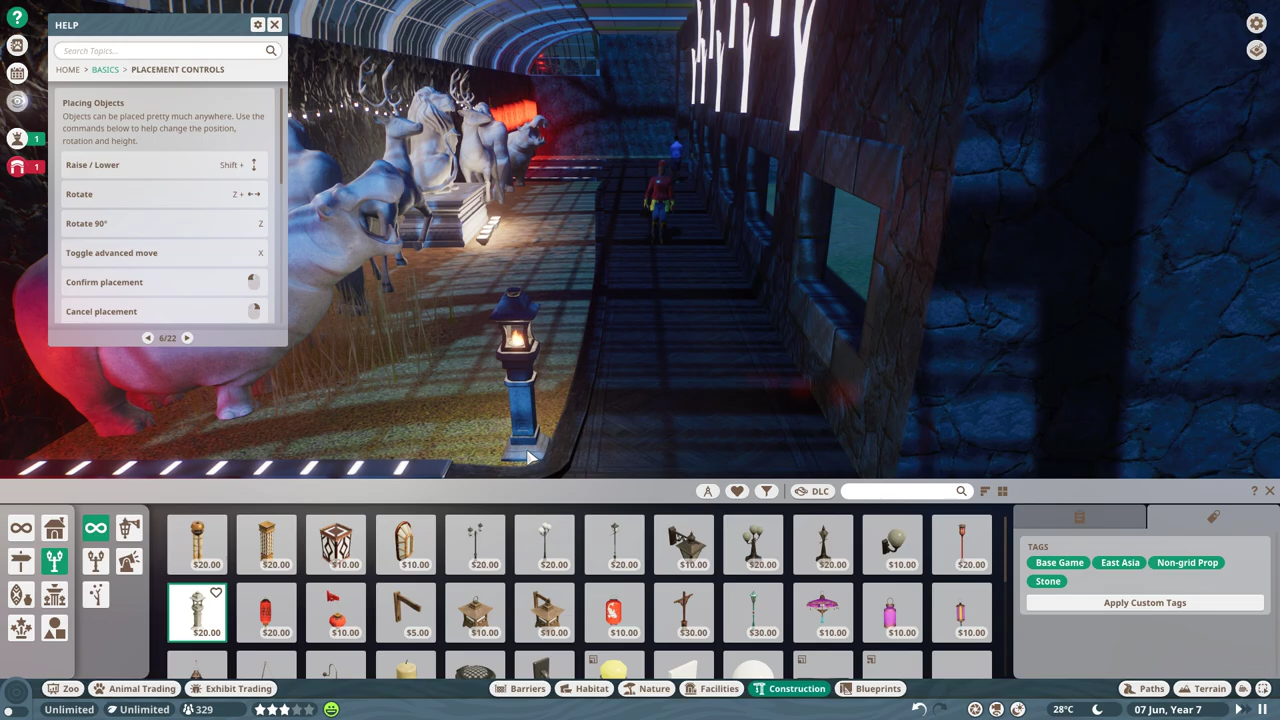 HELP
Search Topics...
HOME > BASICS > PLACEMENT CONTROLS
Placing Objects
Objects can be placed pretty much anywhere. Use the
commands below to help change the position,
rotation and height.
Raise / Lower Shift +
Rotate Z +
Rotate 90° Z
Toggle advanced move X
Confirm placement
Cancel placement
6/22
1
1
DLC
$20.00 $20.00 $10.00 $10.00 $20.00 $20.00 $20.00 $10.00 $20.00 $20.00 $10.00 $20.00
$20.00 $20.00 $10.00 $5.00 $10.00 $10.00 $10.00 $30.00 $30.00 $10.00 $10.00 $10.00
TAGS
Base Game East Asia Non-grid Prop
Stone
Apply Custom Tags
Zoo Animal Trading Exhibit Trading Barriers Habitat Nature Facilities Construction Blueprints Paths Terrain
Unlimited Unlimited 329 28°C 07 Jun, Year 7